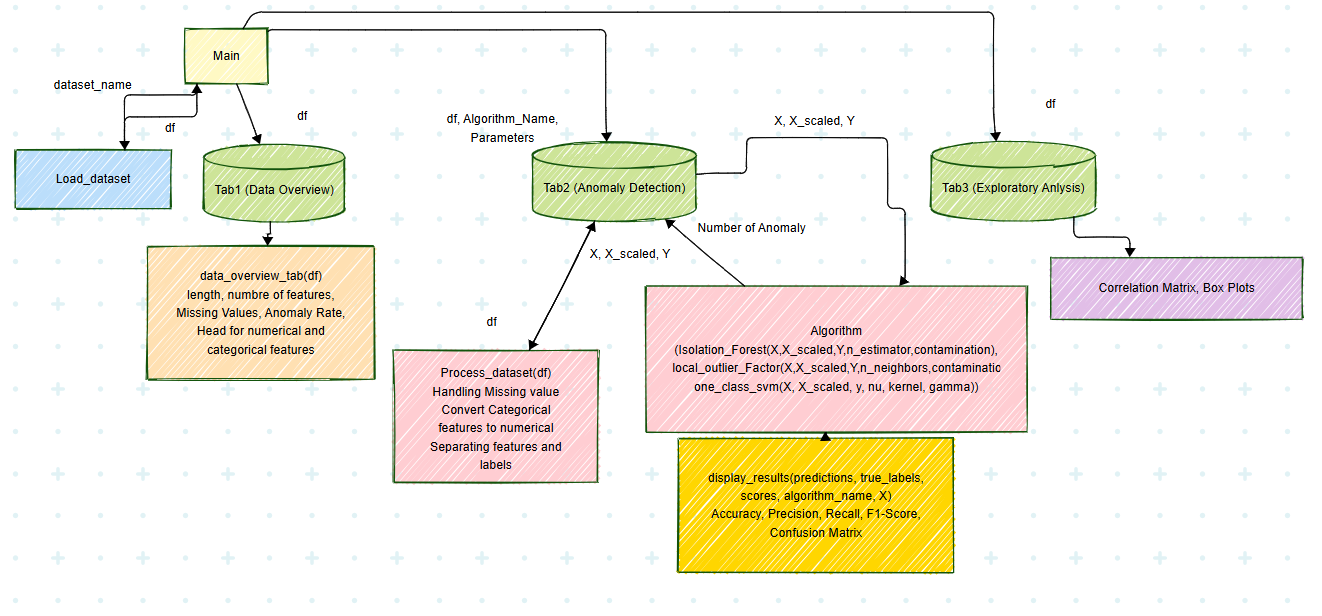 Main
dataset_name
df
df
df, Algorithm_Name,
Parameters
X, X_scaled, Y
df
Load_dataset
Tab1 (Data Overview)
Tab2 (Anomaly Detection)
Tab3 (Exploratory Anlysis)
Number of Anomaly
X, X_scaled, Y
df
data_overview_tab(df)
length, numbre of features,
Missing Values, Anomaly Rate,
Head for numerical and
categorical features
Correlation Matrix, Box Plots
Process_dataset(df)
Handling Missing value
Convert Categorical
features to numerical
Separating features and
labels
Algorithm
(Isolation_Forest(X,X_scaled,Y,n_estimator,contamination),
local_outlier_Factor(X,X_scaled,Y,n_neighbors,contaminatic
one_class_svm(X, X_scaled, y, nu, kernel, gamma))
display_results(predictions, true_labels,
scores, algorithm_name, X)
Accuracy, Precision, Recall, F1-Score,
Confusion Matrix